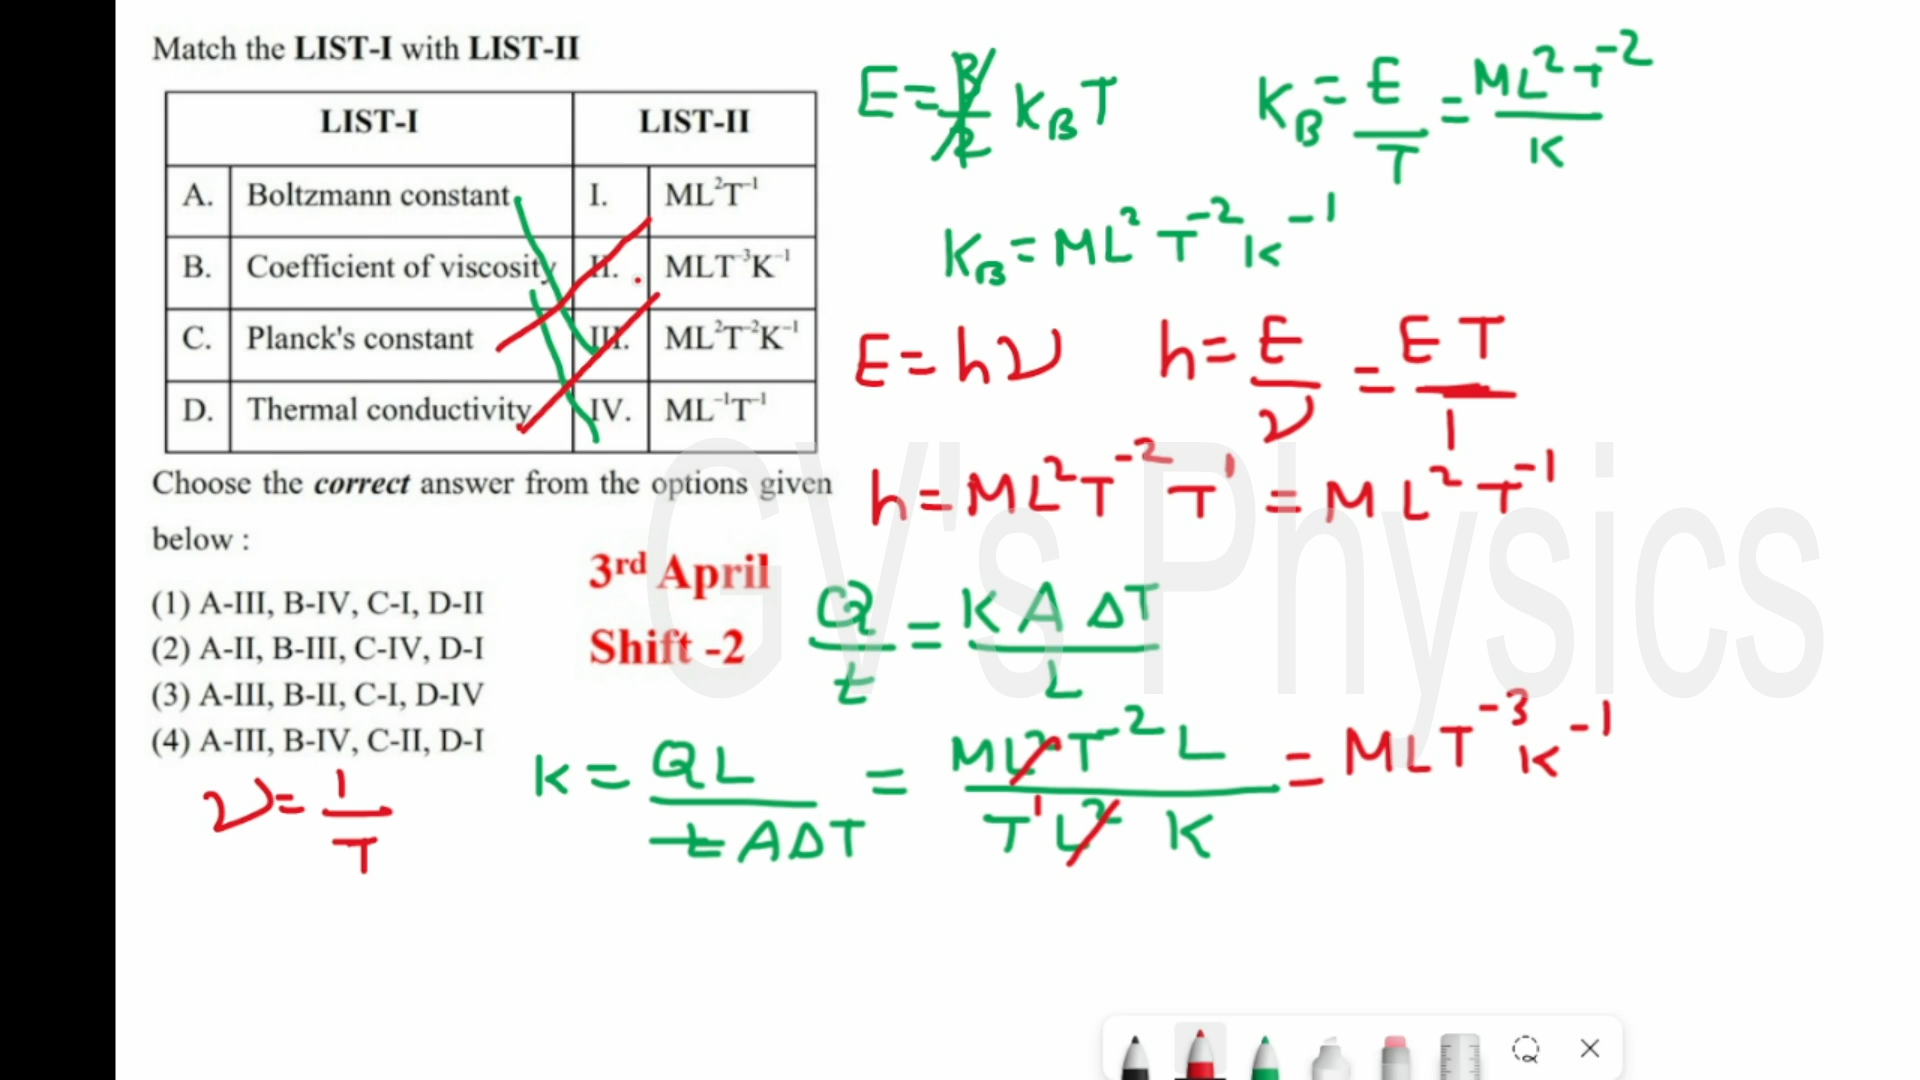 Match the LIST-I with LIST-II
LIST-I LIST-II
A. Boltzmann constant I. ML²T⁻¹
B. Coefficient of viscosity II. MLT⁻³K⁻¹
C. Planck's constant III. ML²T⁻²K⁻¹
D. Thermal conductivity IV. ML⁻¹T⁻¹
Choose the correct answer from the options given
below :
(1) A-III, B-IV, C-I, D-II
(2) A-II, B-III, C-IV, D-I
(3) A-III, B-II, C-I, D-IV
(4) A-III, B-IV, C-II, D-I
3rd April
Shift -2
E = 3/2 K_B T
K_B = E/T = ML²T⁻²/K
K_B = ML²T⁻²K⁻¹
E = hν
h = E/ν = ET/1
h = ML²T⁻² T¹ = ML²T⁻¹
Q/t = KAΔT/L
K = QL/tAΔT = ML²T⁻²L/T¹L²K = MLT⁻³K⁻¹
ν = 1/T
GV's Physics